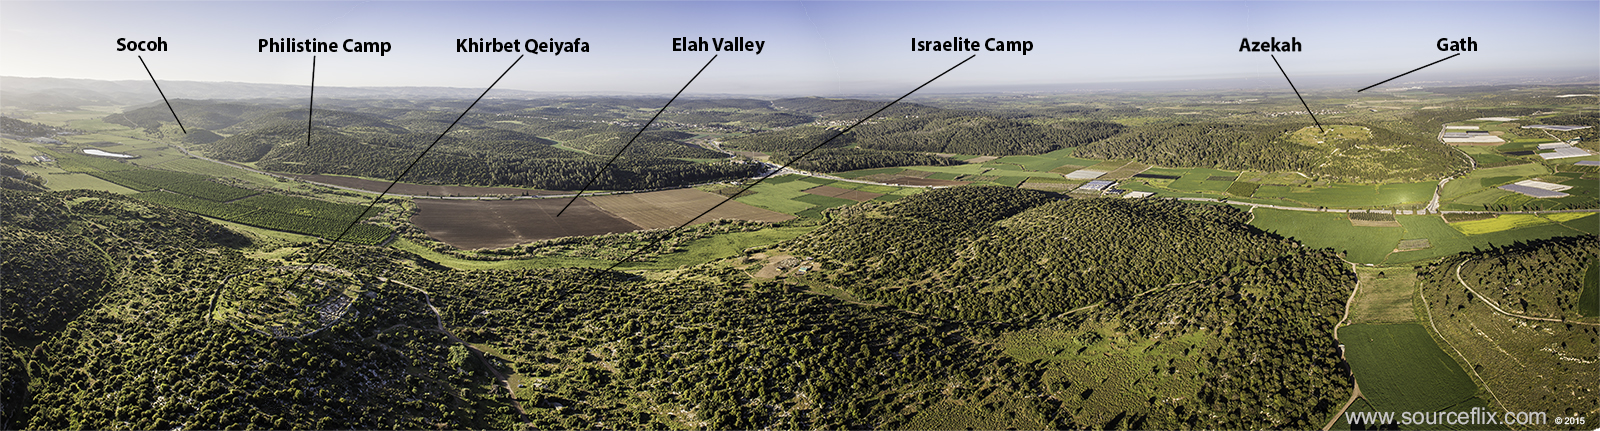 Socoh
Philistine Camp
Khirbet Qeiyafa
Elah Valley
Israelite Camp
Azekah
Gath
www.sourceflix.com © 2015